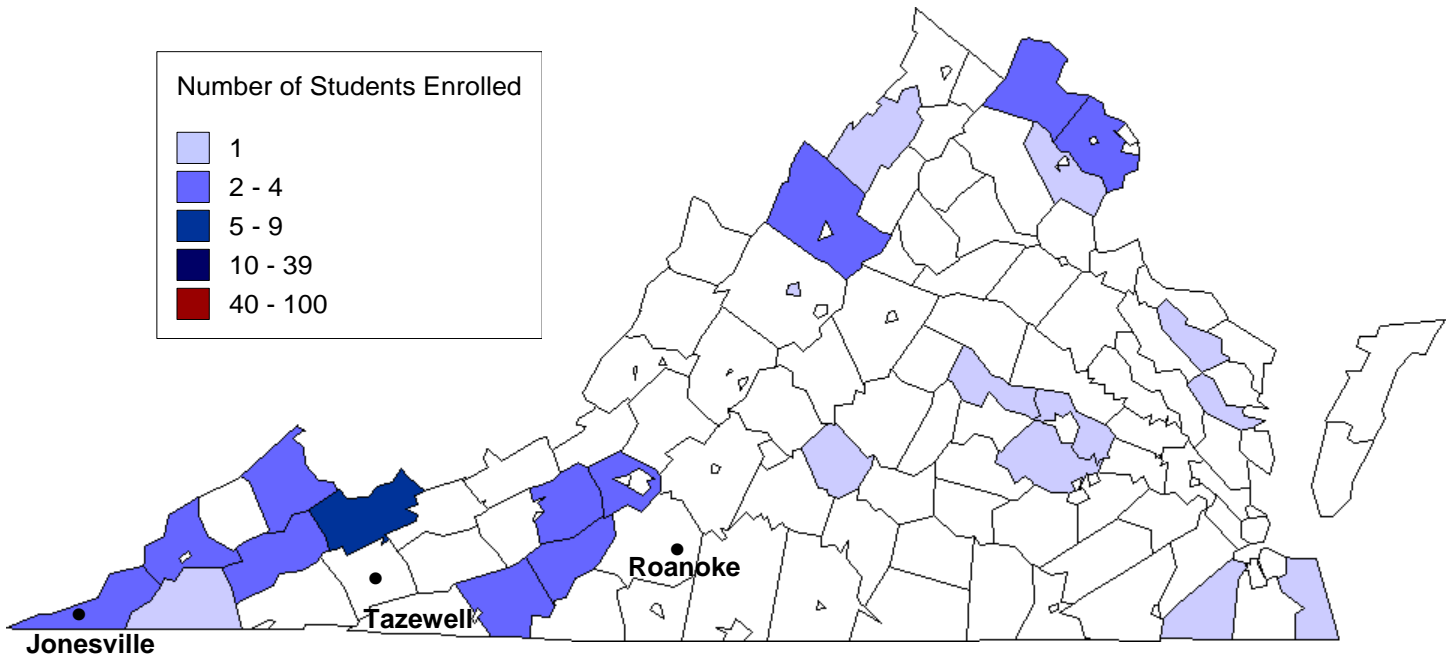 Number of Students Enrolled
1
2 - 4
5 - 9
10 - 39
40 - 100
Roanoke
Tazewell
Jonesville